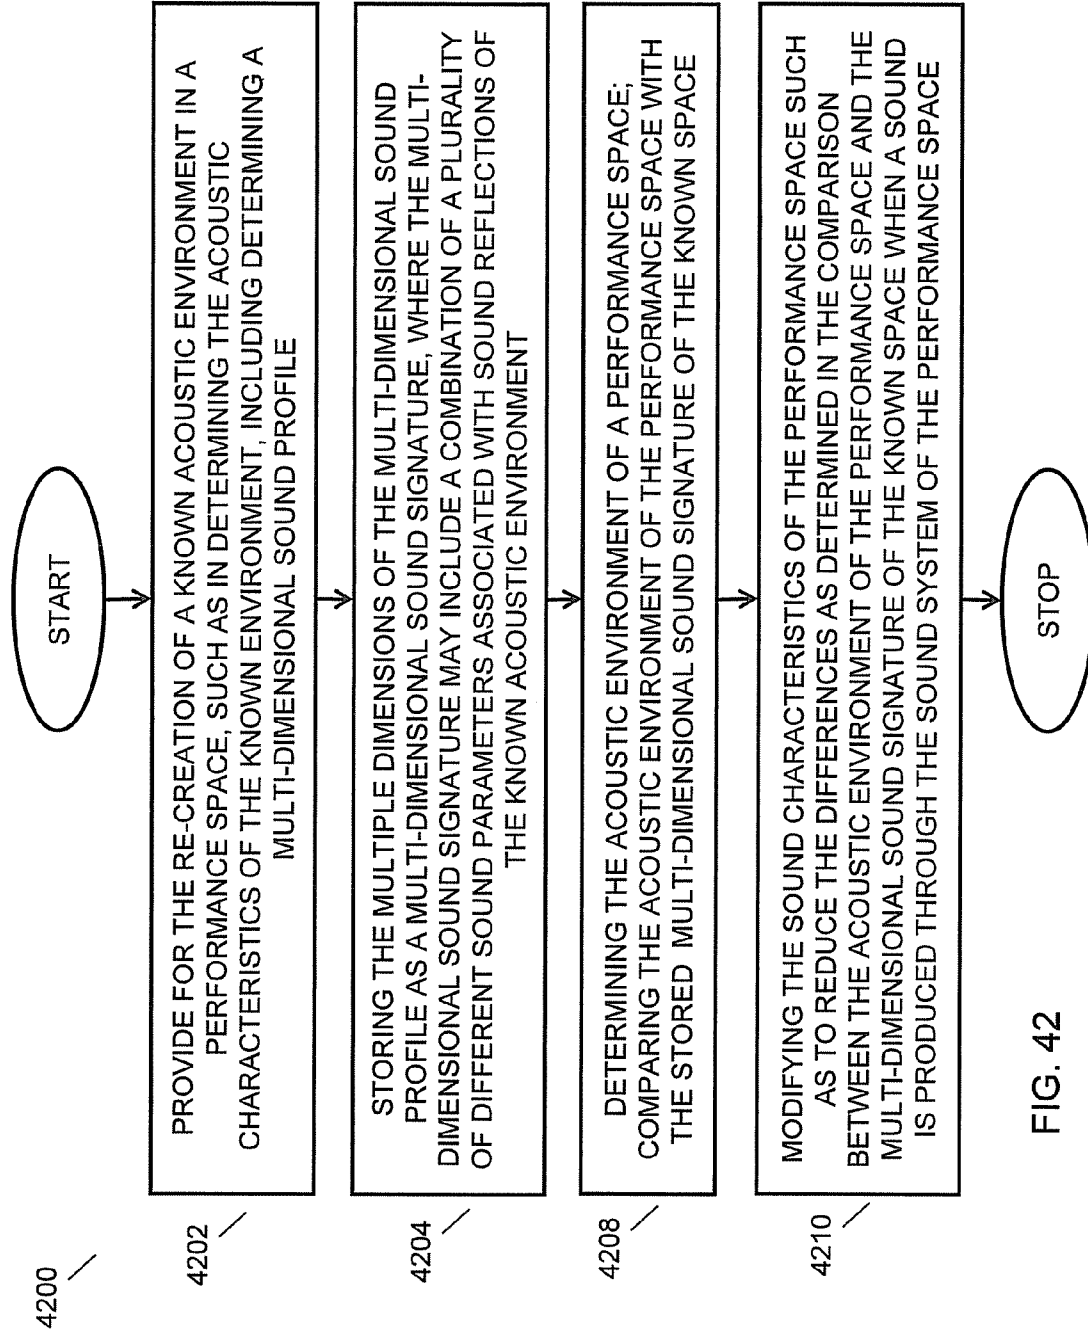 4200
START
4202
PROVIDE FOR THE RE-CREATION OF A KNOWN ACOUSTIC ENVIRONMENT IN A
PERFORMANCE SPACE, SUCH AS IN DETERMINING THE ACOUSTIC
CHARACTERISTICS OF THE KNOWN ENVIRONMENT, INCLUDING DETERMINING A
MULTI-DIMENSIONAL SOUND PROFILE
4204
STORING THE MULTIPLE DIMENSIONS OF THE MULTI-DIMENSIONAL SOUND
PROFILE AS A MULTI-DIMENSIONAL SOUND SIGNATURE, WHERE THE MULTI-
DIMENSIONAL SOUND SIGNATURE MAY INCLUDE A COMBINATION OF A PLURALITY
OF DIFFERENT SOUND PARAMETERS ASSOCIATED WITH SOUND REFLECTIONS OF
THE KNOWN ACOUSTIC ENVIRONMENT
4208
DETERMINING THE ACOUSTIC ENVIRONMENT OF A PERFORMANCE SPACE;
COMPARING THE ACOUSTIC ENVIRONMENT OF THE PERFORMANCE SPACE WITH
THE STORED MULTI-DIMENSIONAL SOUND SIGNATURE OF THE KNOWN SPACE
4210
MODIFYING THE SOUND CHARACTERISTICS OF THE PERFORMANCE SPACE SUCH
AS TO REDUCE THE DIFFERENCES AS DETERMINED IN THE COMPARISON
BETWEEN THE ACOUSTIC ENVIRONMENT OF THE PERFORMANCE SPACE AND THE
MULTI-DIMENSIONAL SOUND SIGNATURE OF THE KNOWN SPACE WHEN A SOUND
IS PRODUCED THROUGH THE SOUND SYSTEM OF THE PERFORMANCE SPACE
STOP
FIG. 42